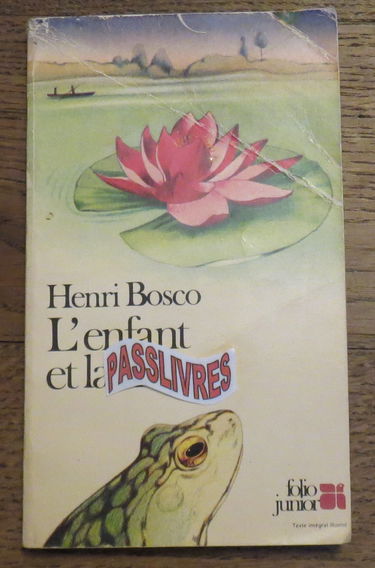 Henri Bosco
L'enfant
et la
PASSLIVRES
folio
junior
Texte intégral illustré